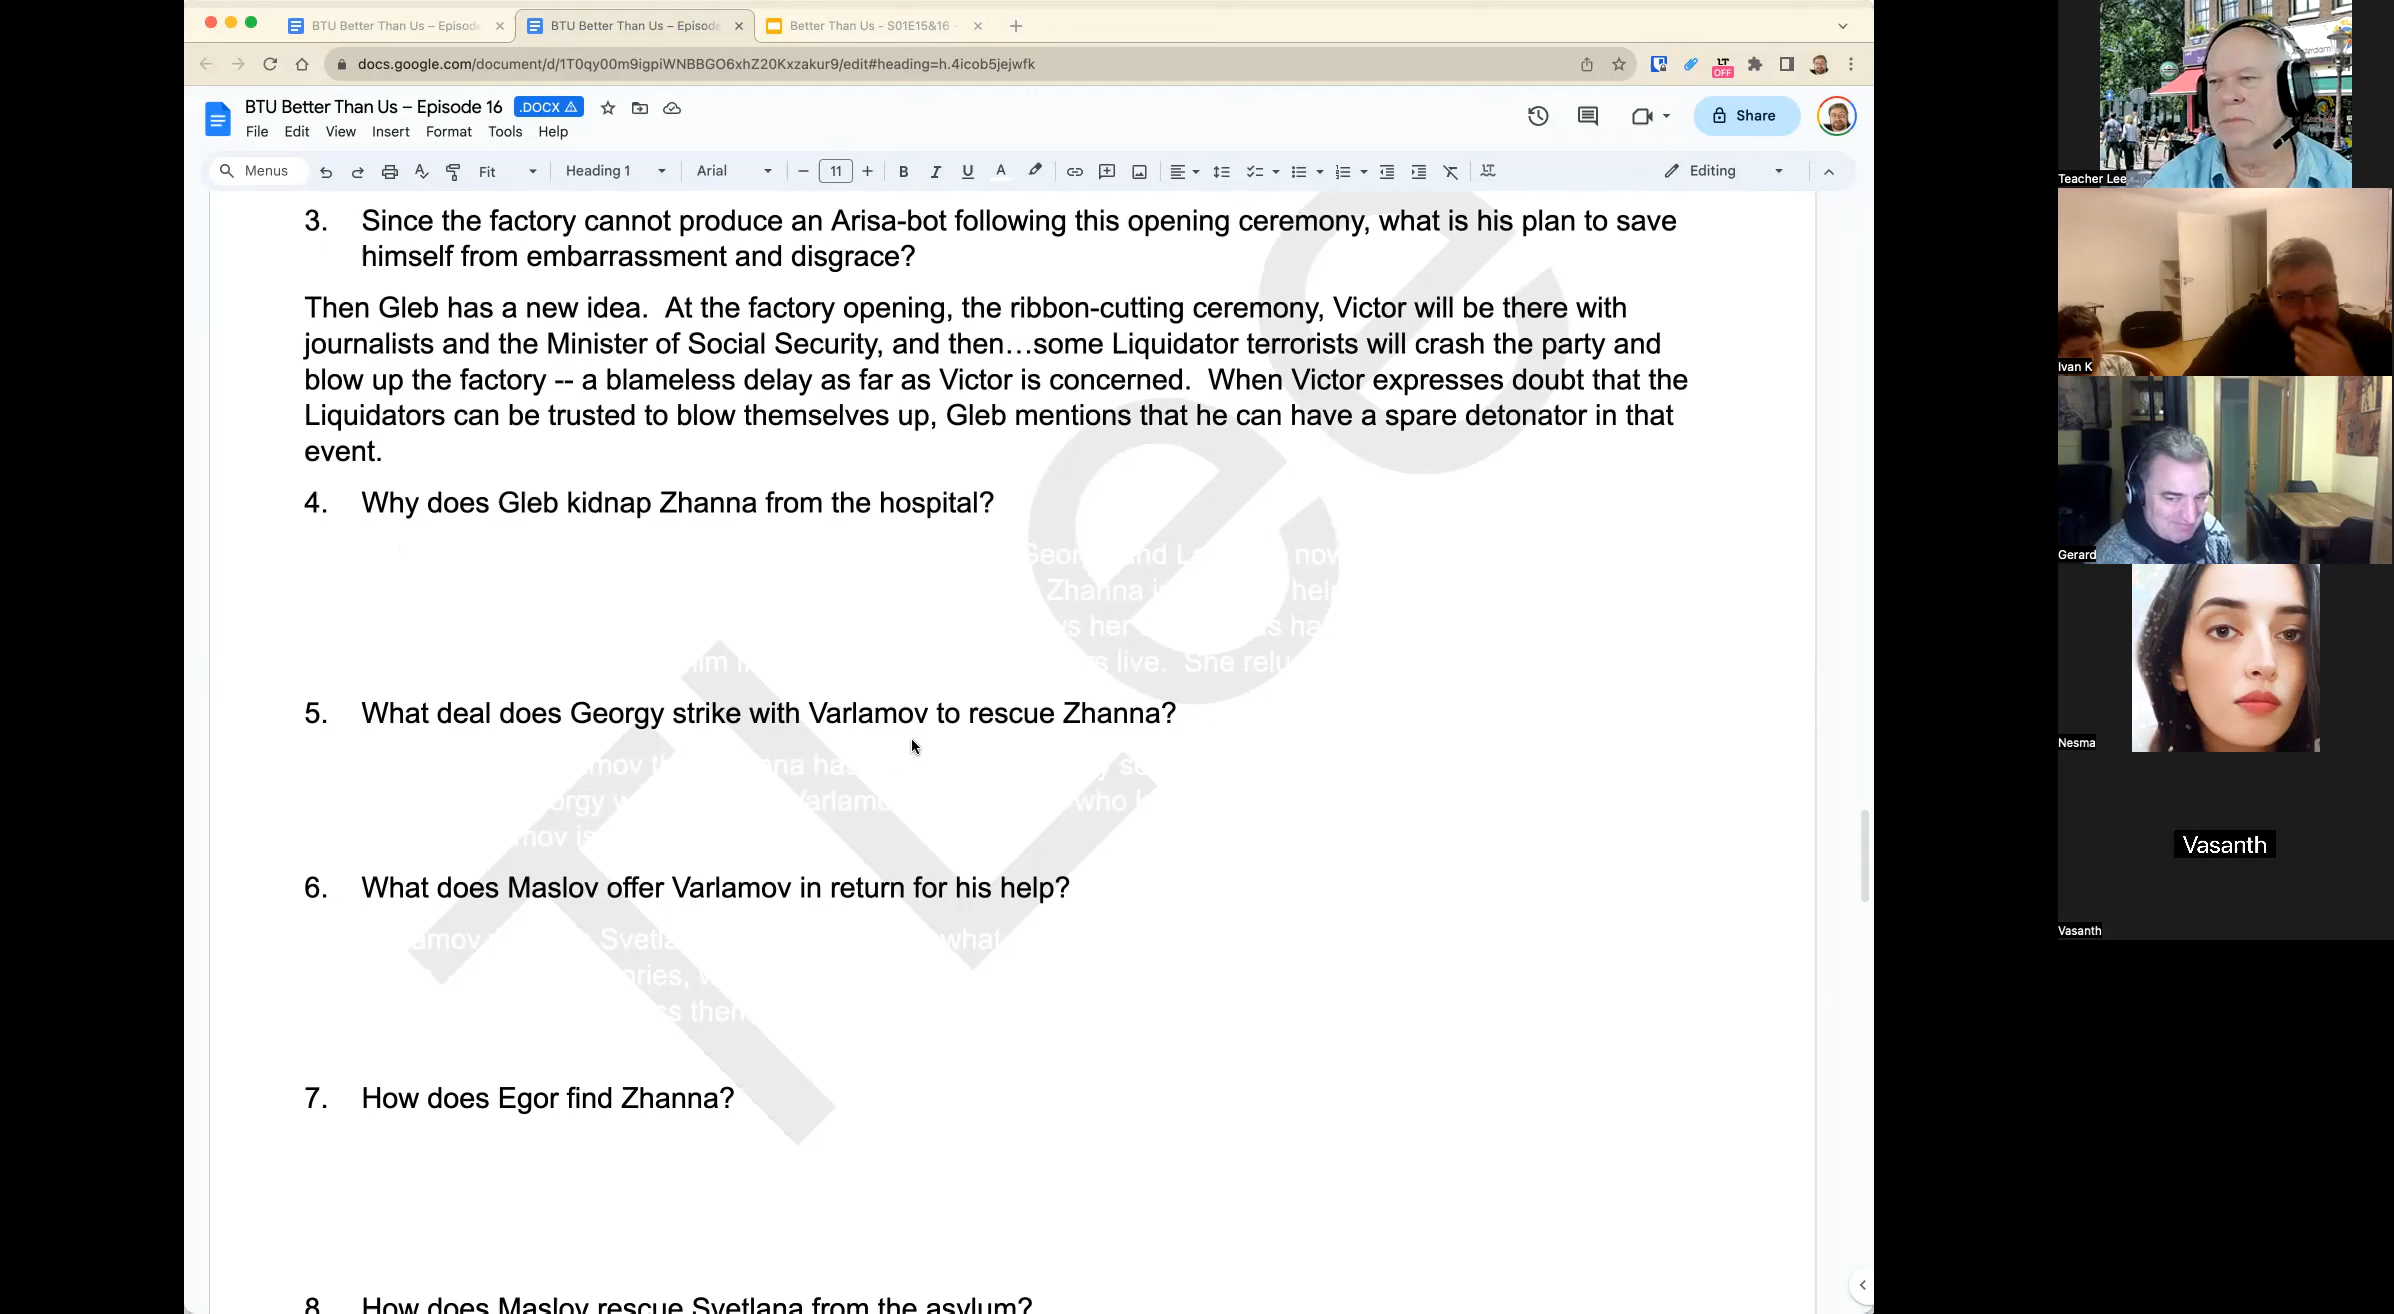 BTU Better Than Us – Episode
BTU Better Than Us – Episode
Better Than Us - S01E15&16 -
docs.google.com/document/d/1T0qy00m9igpiWNBBGO6xhZ20Kxzakur9/edit#heading=h.4icob5jejwfk
LT
OFF
BTU Better Than Us – Episode 16 .DOCX
File Edit View Insert Format Tools Help
Share
Menus Fit Heading 1 Arial 11 B I U A LT Editing
3. Since the factory cannot produce an Arisa-bot following this opening ceremony, what is his plan to save
himself from embarrassment and disgrace?
Then Gleb has a new idea. At the factory opening, the ribbon-cutting ceremony, Victor will be there with
journalists and the Minister of Social Security, and then…some Liquidator terrorists will crash the party and
blow up the factory -- a blameless delay as far as Victor is concerned. When Victor expresses doubt that the
Liquidators can be trusted to blow themselves up, Gleb mentions that he can have a spare detonator in that
event.
4. Why does Gleb kidnap Zhanna from the hospital?
Zhanna
her
live. She
5. What deal does Georgy strike with Varlamov to rescue Zhanna?
who
6. What does Maslov offer Varlamov in return for his help?
what
7. How does Egor find Zhanna?
8. How does Maslov rescue Svetlana from the asylum?
TLee
Teacher Lee
Ivan K
Gerard
Nesma
Vasanth
Vasanth